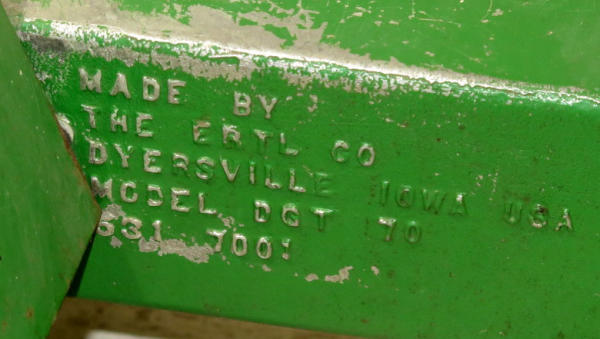 MADE BY
THE ERTL CO
DYERSVILLE IOWA USA
MODEL DGT 70
531 7001